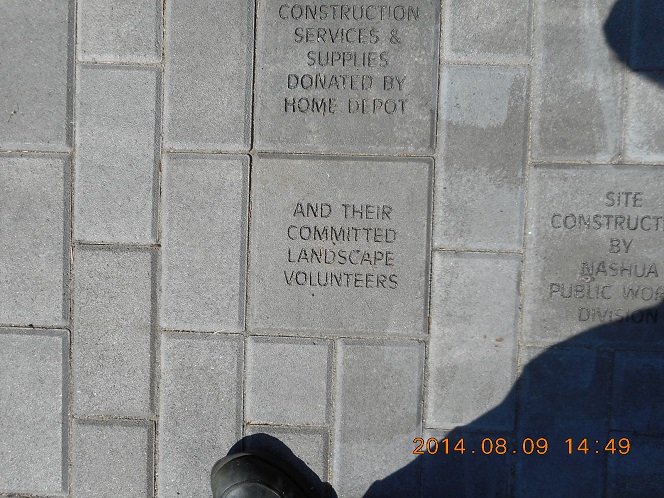 CONSTRUCTION
SERVICES &
SUPPLIES
DONATED BY
HOME DEPOT
AND THEIR
COMMITTED
LANDSCAPE
VOLUNTEERS
SITE
CONSTRUCT
BY
NASHUA
PUBLIC WOR
DIVISION
2014.08.09 14:49